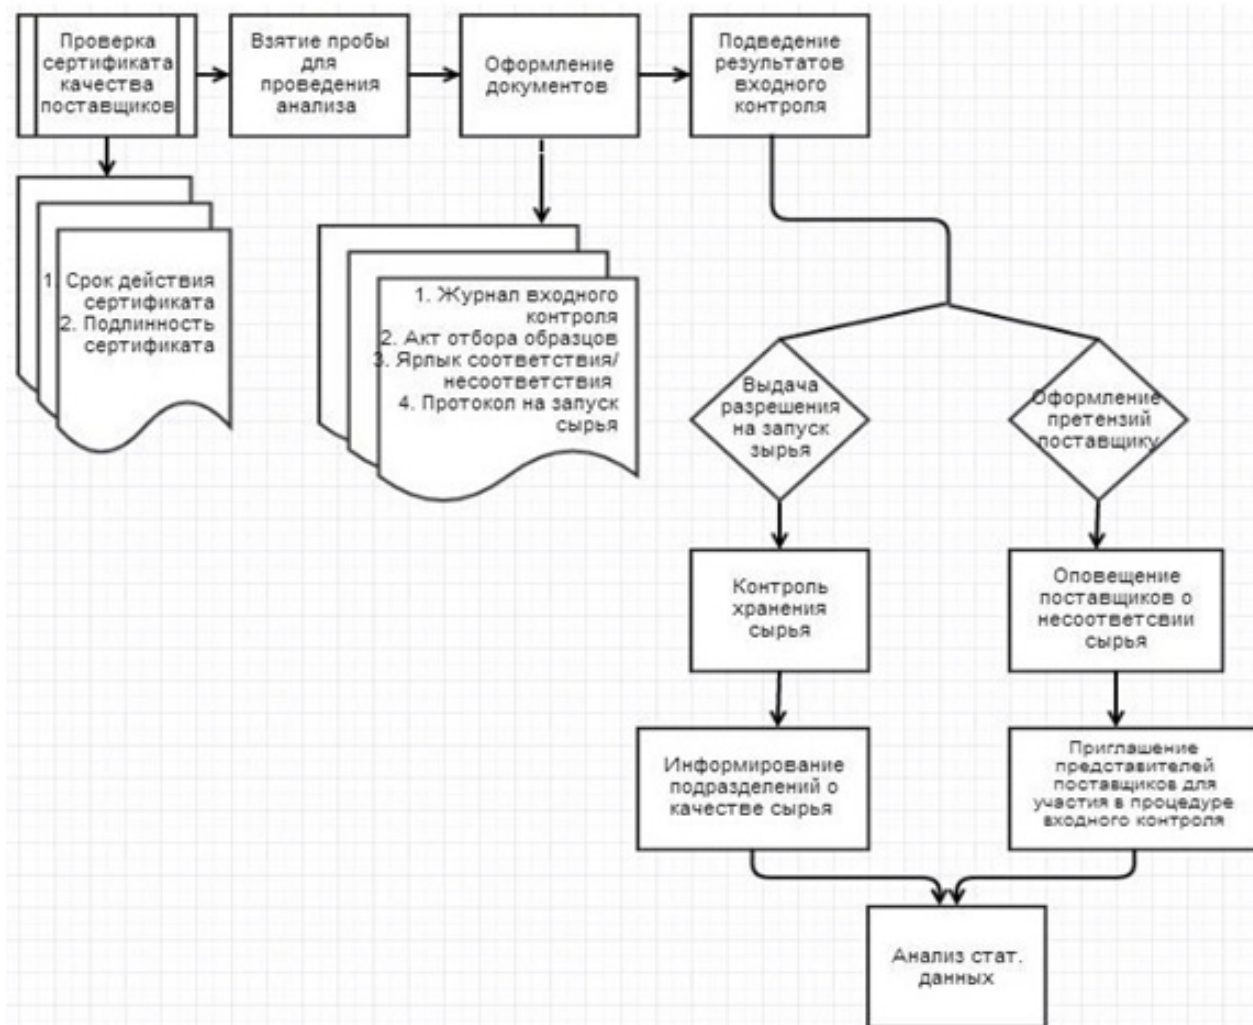 Проверка
сертификата
качества
поставщиков
Взятие пробы
для
проведения
анализа
Оформление
документов
Подведение
результатов
входного
контроля
1. Срок действия
сертификата
2. Подлинность
сертификата
1. Журнал входного
контроля
2. Акт отбора образцов
3. Ярлык соответствия/
несоответствия
4. Протокол на запуск
сырья
Выдача
разрешения
на запуск
зырья
Оформление
претензий
поставщику
Контроль
хранения
сырья
Оповещение
поставщиков о
несоответсвии
сырья
Информирование
подразделений о
качестве сырья
Приглашение
представителей
поставщиков для
участия в процедуре
входного контроля
Анализ стат.
данных